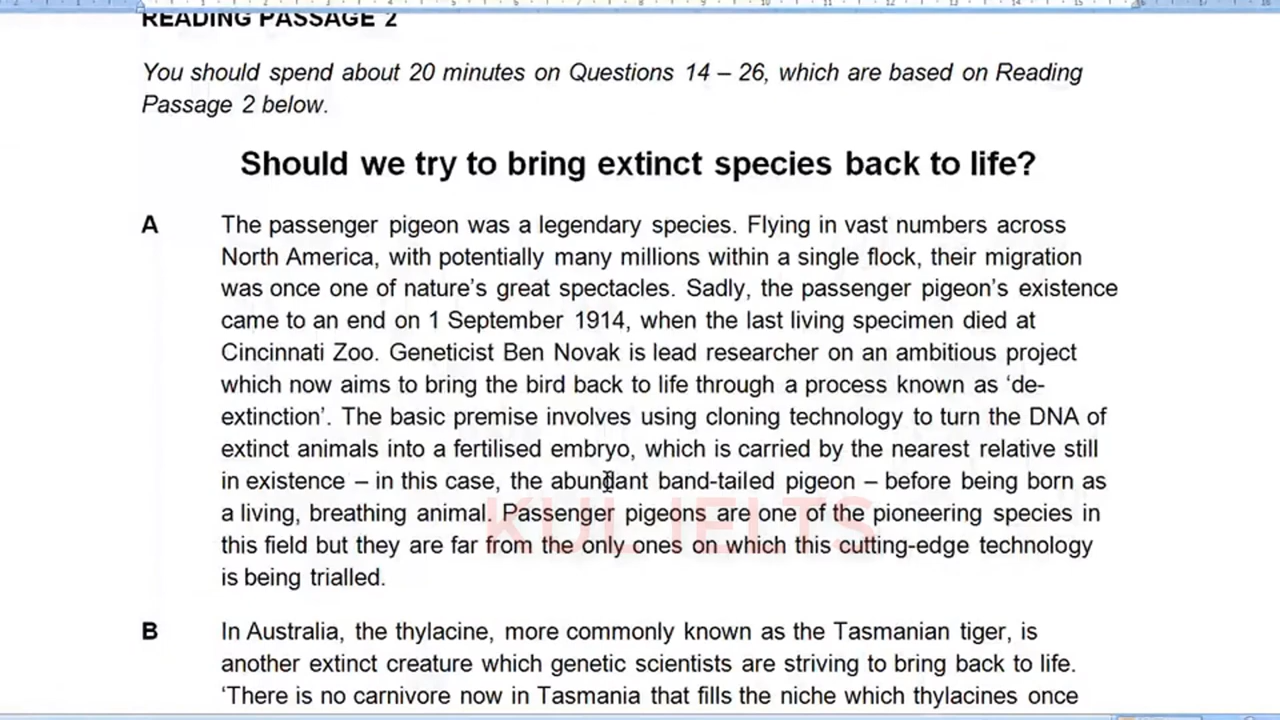 READING PASSAGE 2
You should spend about 20 minutes on Questions 14 – 26, which are based on Reading
Passage 2 below.
Should we try to bring extinct species back to life?
A
The passenger pigeon was a legendary species. Flying in vast numbers across
North America, with potentially many millions within a single flock, their migration
was once one of nature’s great spectacles. Sadly, the passenger pigeon’s existence
came to an end on 1 September 1914, when the last living specimen died at
Cincinnati Zoo. Geneticist Ben Novak is lead researcher on an ambitious project
which now aims to bring the bird back to life through a process known as ‘de-
extinction’. The basic premise involves using cloning technology to turn the DNA of
extinct animals into a fertilised embryo, which is carried by the nearest relative still
in existence – in this case, the abundant band-tailed pigeon – before being born as
a living, breathing animal. Passenger pigeons are one of the pioneering species in
this field but they are far from the only ones on which this cutting-edge technology
is being trialled.
KUL IELTS
B
In Australia, the thylacine, more commonly known as the Tasmanian tiger, is
another extinct creature which genetic scientists are striving to bring back to life.
‘There is no carnivore now in Tasmania that fills the niche which thylacines once